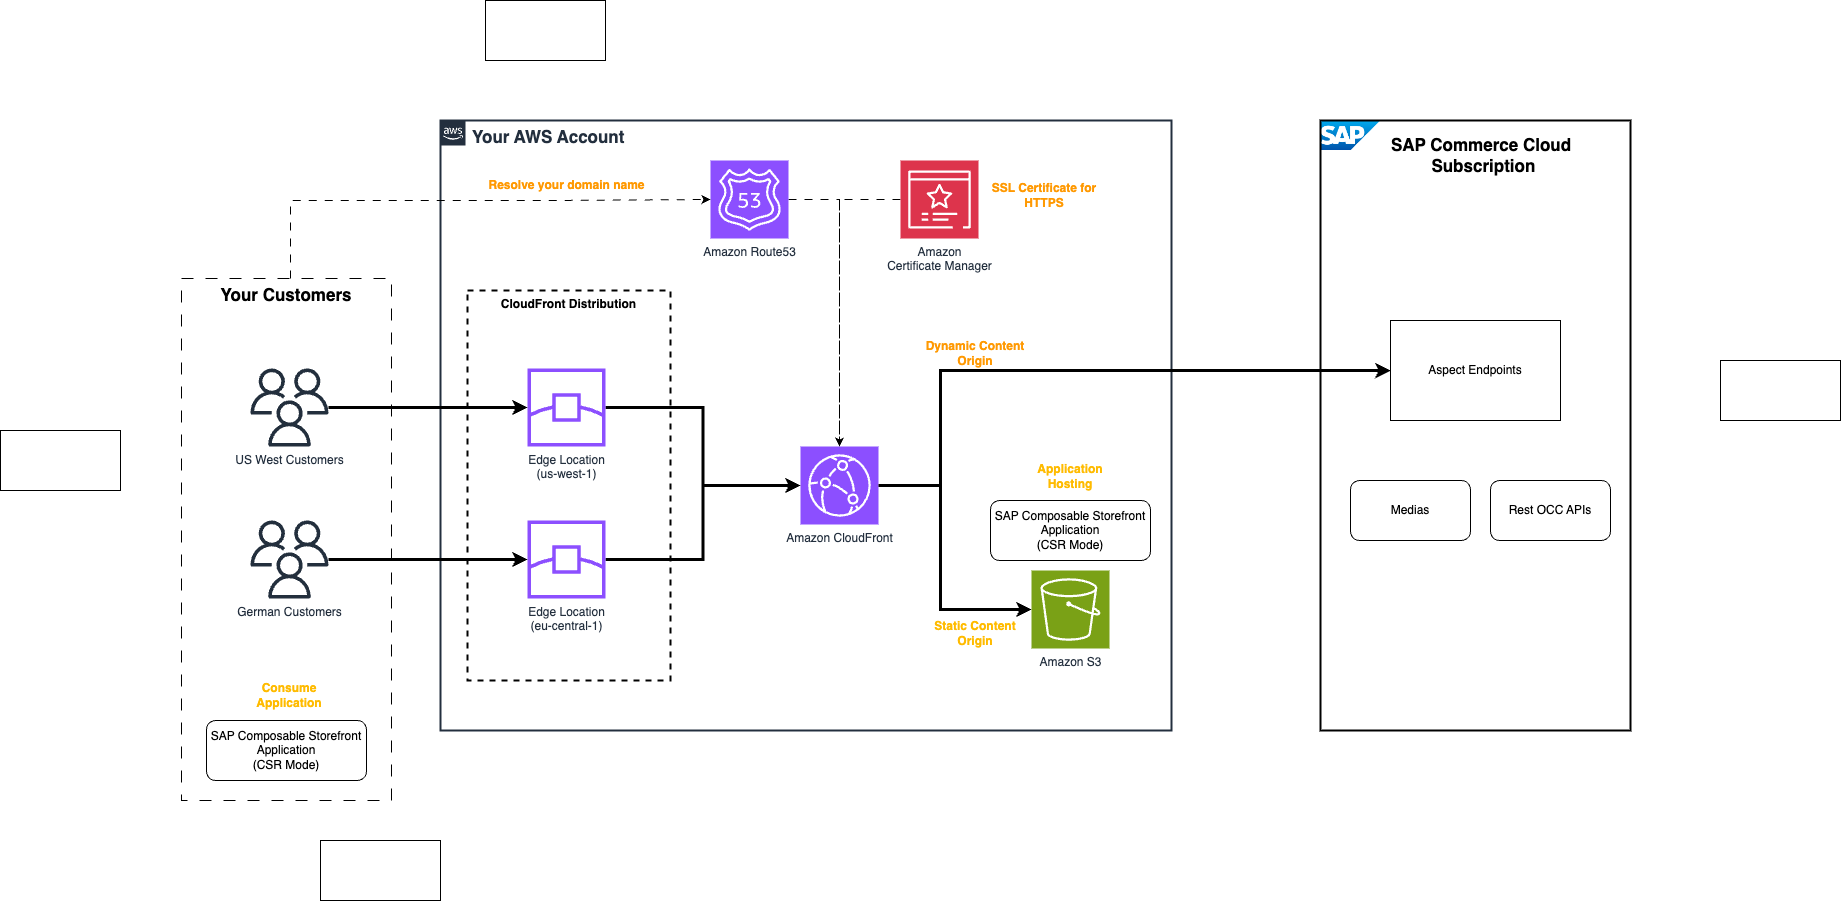 aws
Your AWS Account
SAP
SAP Commerce Cloud
Subscription
Resolve your domain name
53
Amazon Route53
SSL Certificate for
HTTPS
Amazon
Certificate Manager
Your Customers
CloudFront Distribution
US West Customers
Edge Location
(us-west-1)
German Customers
Edge Location
(eu-central-1)
Consume
Application
SAP Composable Storefront
Application
(CSR Mode)
Amazon CloudFront
Dynamic Content
Origin
Application
Hosting
SAP Composable Storefront
Application
(CSR Mode)
Static Content
Origin
Amazon S3
Aspect Endpoints
Medias
Rest OCC APIs